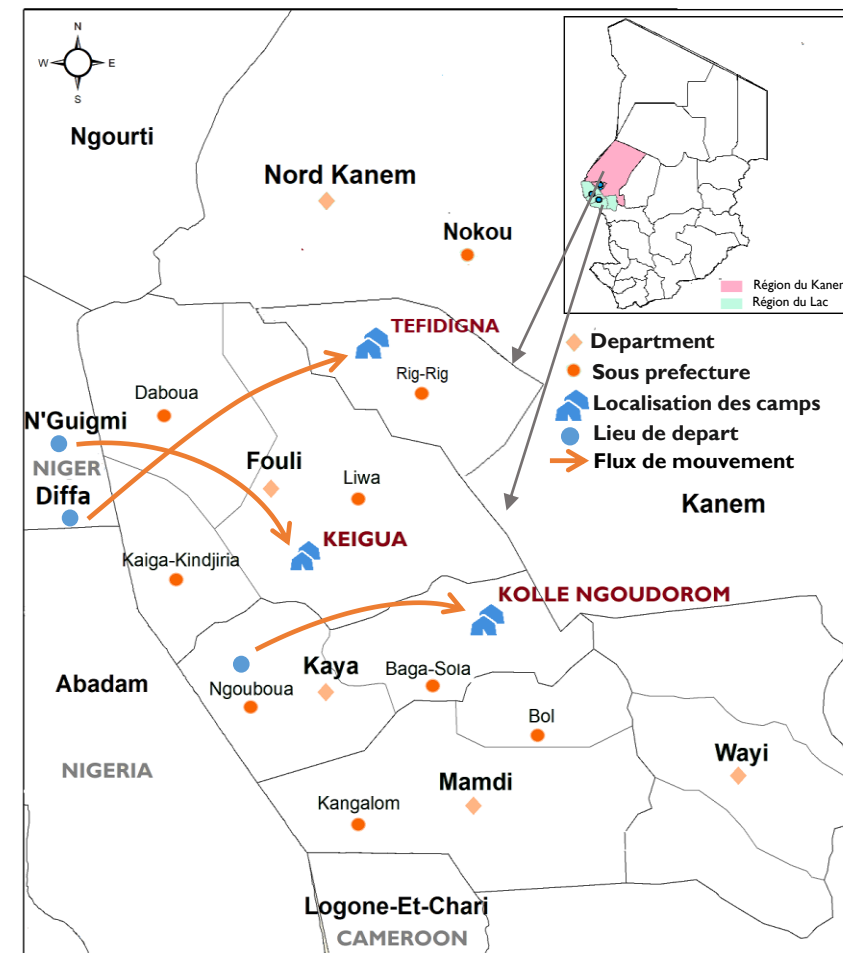 N
W
E
S
Ngourti
Nord Kanem
Nokou
Région du Kanem
Région du Lac
TEFIDIGNA
Rig-Rig
Department
Sous prefecture
Localisation des camps
Lieu de depart
Flux de mouvement
Daboua
N'Guigmi
NIGER
Diffa
Fouli
Liwa
Kanem
KEIGUA
Kaiga-Kindjiria
KOLLE NGOUDOROM
Abadam
Kaya
Ngouboua
Baga-Sola
Bol
NIGERIA
Mamdi
Wayi
Kangalom
Logone-Et-Chari
CAMEROON